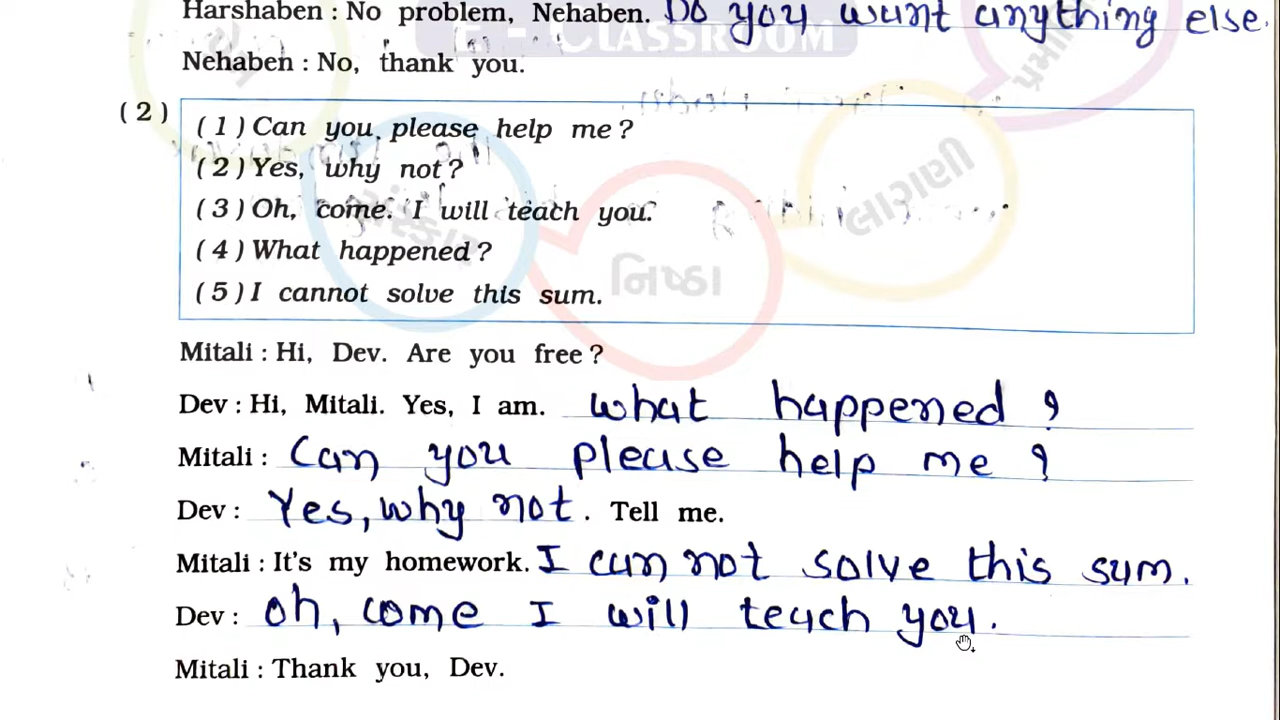 Harshaben : No problem, Nehaben. Do you want anything else.
E - CLASSROOM
Nehaben : No, thank you.
( 2 )
( 1 ) Can you please help me ?
( 2 ) Yes, why not ?
( 3 ) Oh, come. I will teach you.
( 4 ) What happened ?
( 5 ) I cannot solve this sum.
લાગણી
નિષ્ઠા
Mitali : Hi, Dev. Are you free ?
Dev : Hi, Mitali. Yes, I am. what happened ?
Mitali : Can you please help me ?
Dev : Yes, why not . Tell me.
Mitali : It's my homework. I can not solve this sum.
Dev : oh, come I will teach you.
Mitali : Thank you, Dev.